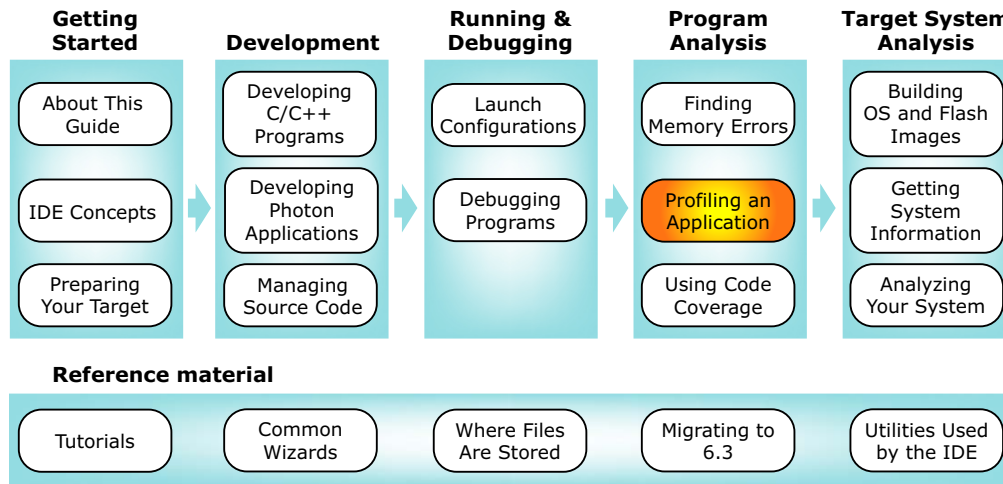 Getting
Started
Development
Running &
Debugging
Program
Analysis
Target System
Analysis
About This
Guide
IDE Concepts
Preparing
Your Target
Developing
C/C++
Programs
Developing
Photon
Applications
Managing
Source Code
Launch
Configurations
Debugging
Programs
Finding
Memory Errors
Profiling an
Application
Using Code
Coverage
Building
OS and Flash
Images
Getting
System
Information
Analyzing
Your System
Reference material
Tutorials
Common
Wizards
Where Files
Are Stored
Migrating to
6.3
Utilities Used
by the IDE